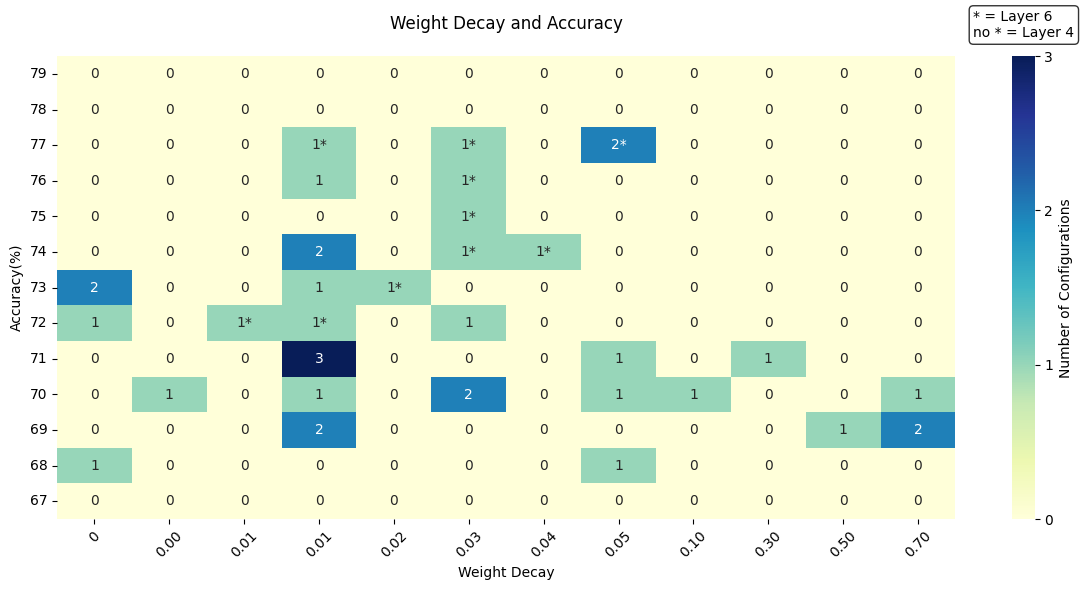 Weight Decay and Accuracy
* = Layer 6
no * = Layer 4
Accuracy(%)
79 0 0 0 0 0 0 0 0 0 0 0 0
78 0 0 0 0 0 0 0 0 0 0 0 0
77 0 0 0 1* 0 1* 0 2* 0 0 0 0
76 0 0 0 1 0 1* 0 0 0 0 0 0
75 0 0 0 0 0 1* 0 0 0 0 0 0
74 0 0 0 2 0 1* 1* 0 0 0 0 0
73 2 0 0 1 1* 0 0 0 0 0 0 0
72 1 0 1* 1* 0 1 0 0 0 0 0 0
71 0 0 0 3 0 0 0 1 0 1 0 0
70 0 1 0 1 0 2 0 1 1 0 0 1
69 0 0 0 2 0 0 0 0 0 0 1 2
68 1 0 0 0 0 0 0 1 0 0 0 0
67 0 0 0 0 0 0 0 0 0 0 0 0
0 0.00 0.01 0.01 0.02 0.03 0.04 0.05 0.10 0.30 0.50 0.70
Weight Decay
3
2
1
0
Number of Configurations